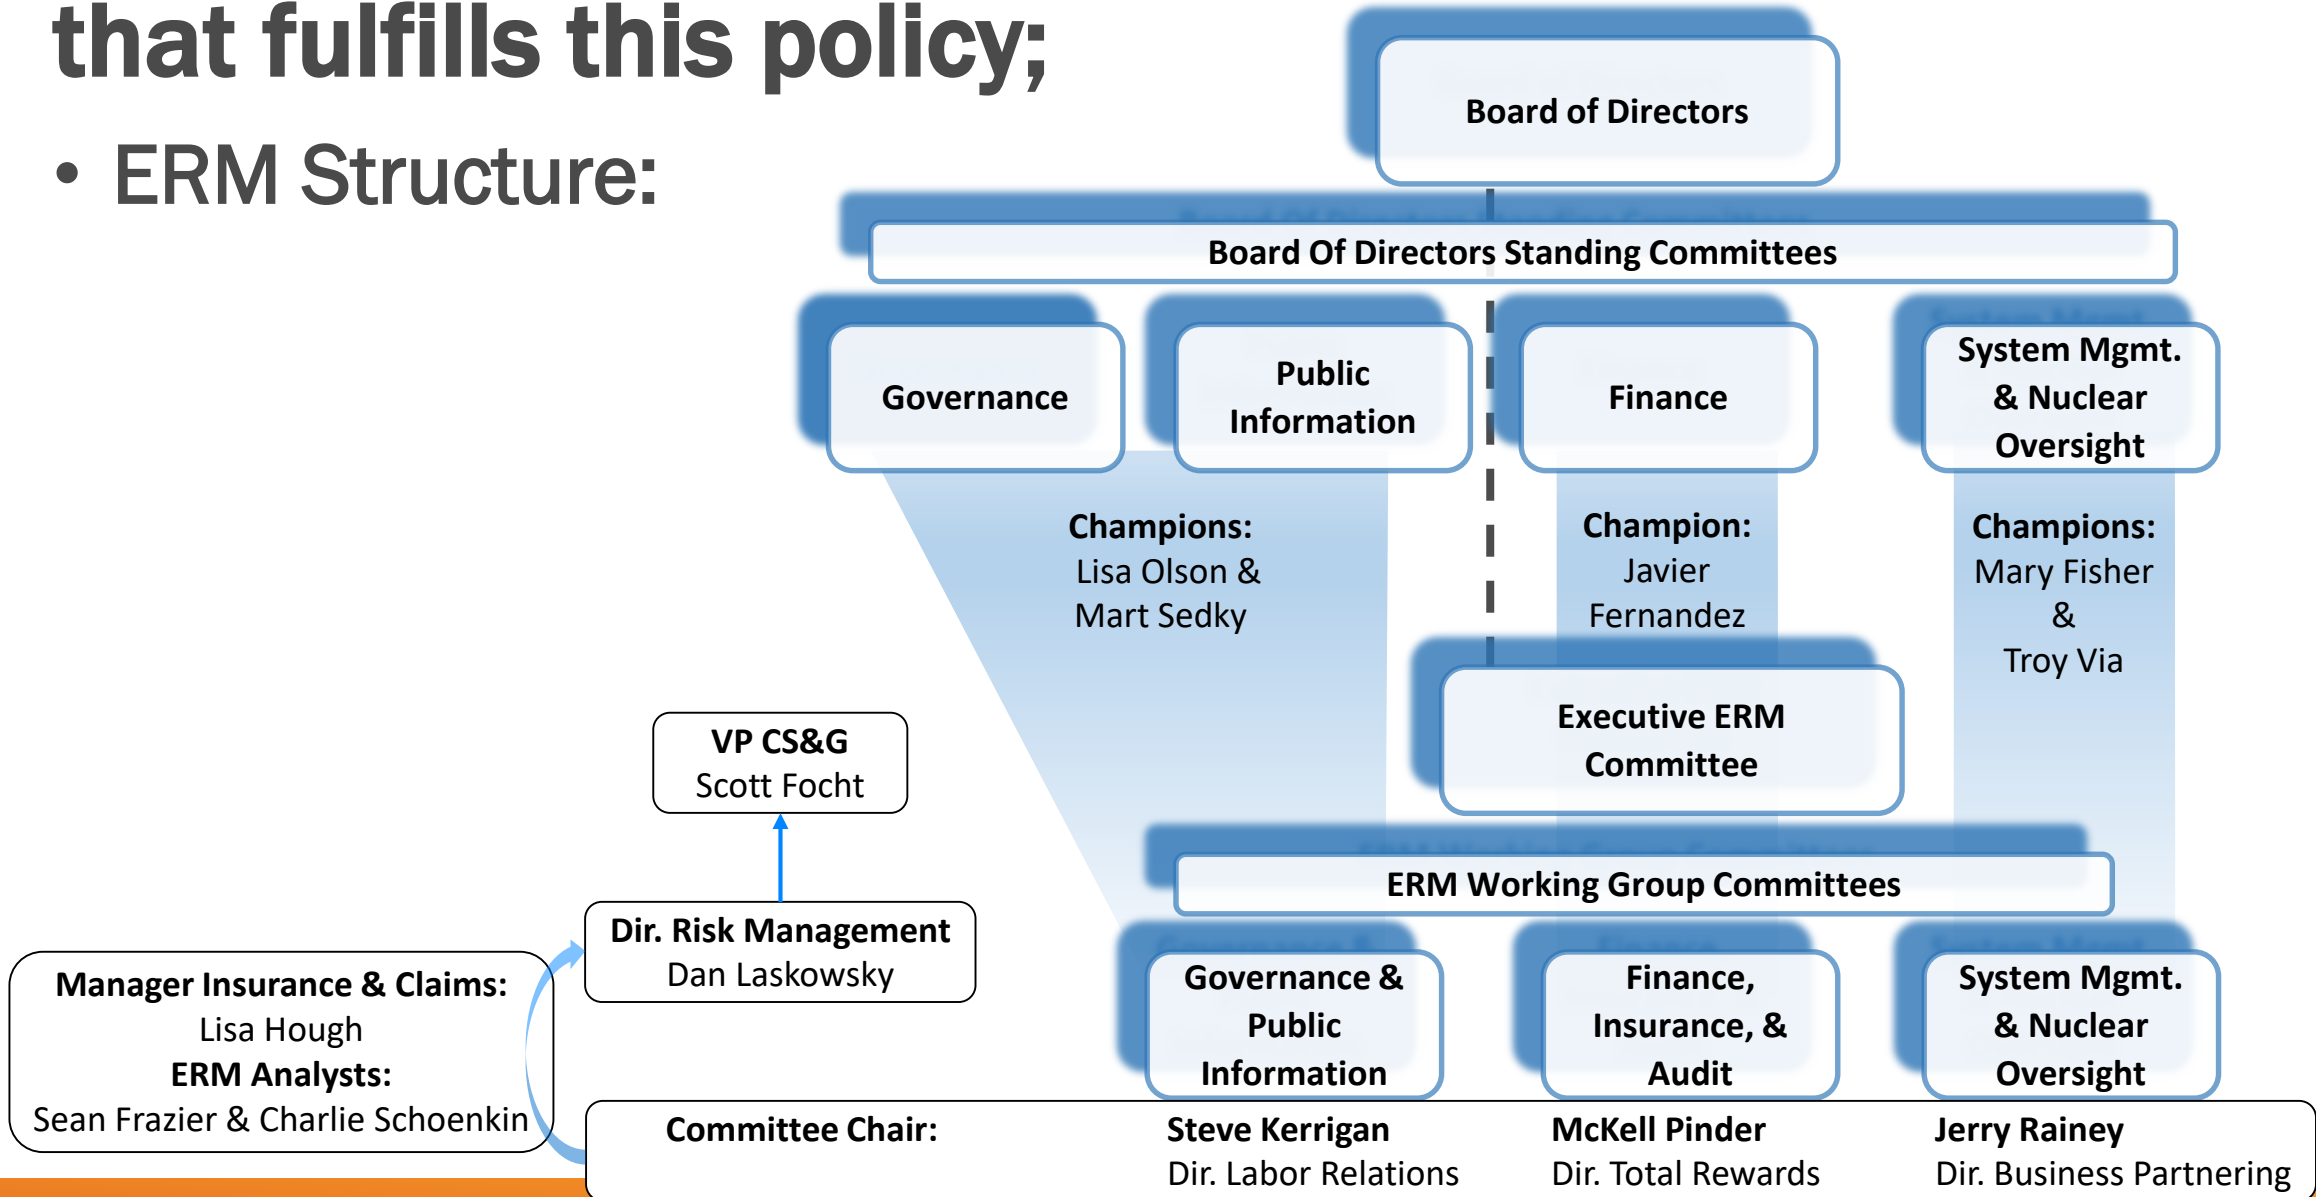 that fulfills this policy;
• ERM Structure:
Board of Directors
Board Of Directors Standing Committees
Governance
Public
Information
Finance
System Mgmt.
& Nuclear
Oversight
Champions:
Lisa Olson &
Mart Sedky
Champion:
Javier
Fernandez
Champions:
Mary Fisher
&
Troy Via
Executive ERM
Committee
VP CS&G
Scott Focht
ERM Working Group Committees
Dir. Risk Management
Dan Laskowsky
Manager Insurance & Claims:
Lisa Hough
ERM Analysts:
Sean Frazier & Charlie Schoenkin
Governance &
Public
Information
Finance,
Insurance, &
Audit
System Mgmt.
& Nuclear
Oversight
Committee Chair:
Steve Kerrigan
Dir. Labor Relations
McKell Pinder
Dir. Total Rewards
Jerry Rainey
Dir. Business Partnering